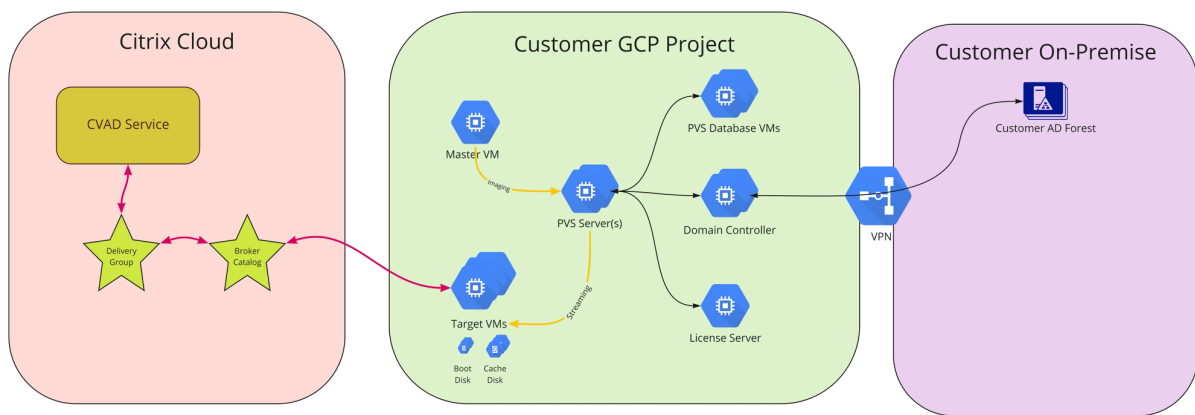 Citrix Cloud
CVAD Service
Delivery
Group
Broker
Catalog
Customer GCP Project
Master VM
Imaging
PVS Server(s)
PVS Database VMs
Domain Controller
License Server
Streaming
Target VMs
Boot
Disk
Cache
Disk
VPN
Customer On-Premise
Customer AD Forest